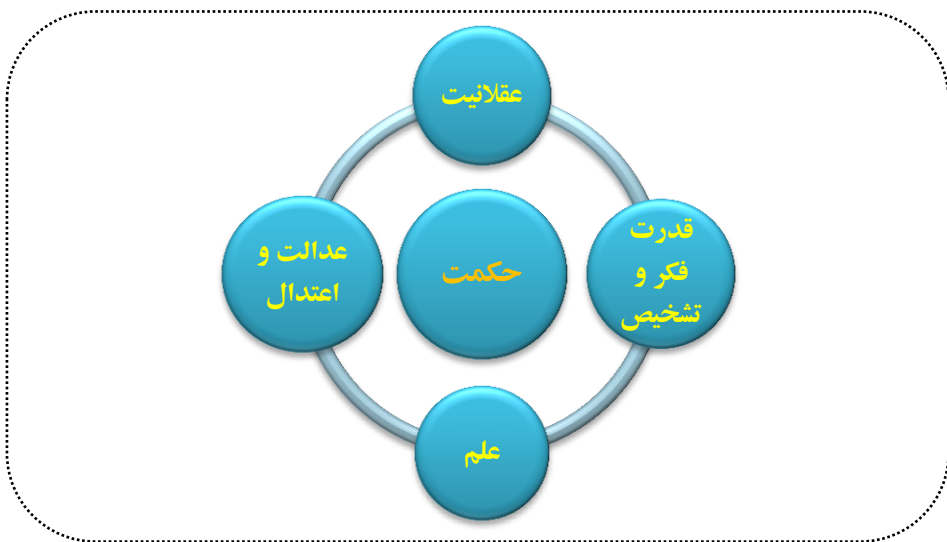 عقلانیت
قدرت
فکر و
تشخیص
حکمت
عدالت و
اعتدال
علم